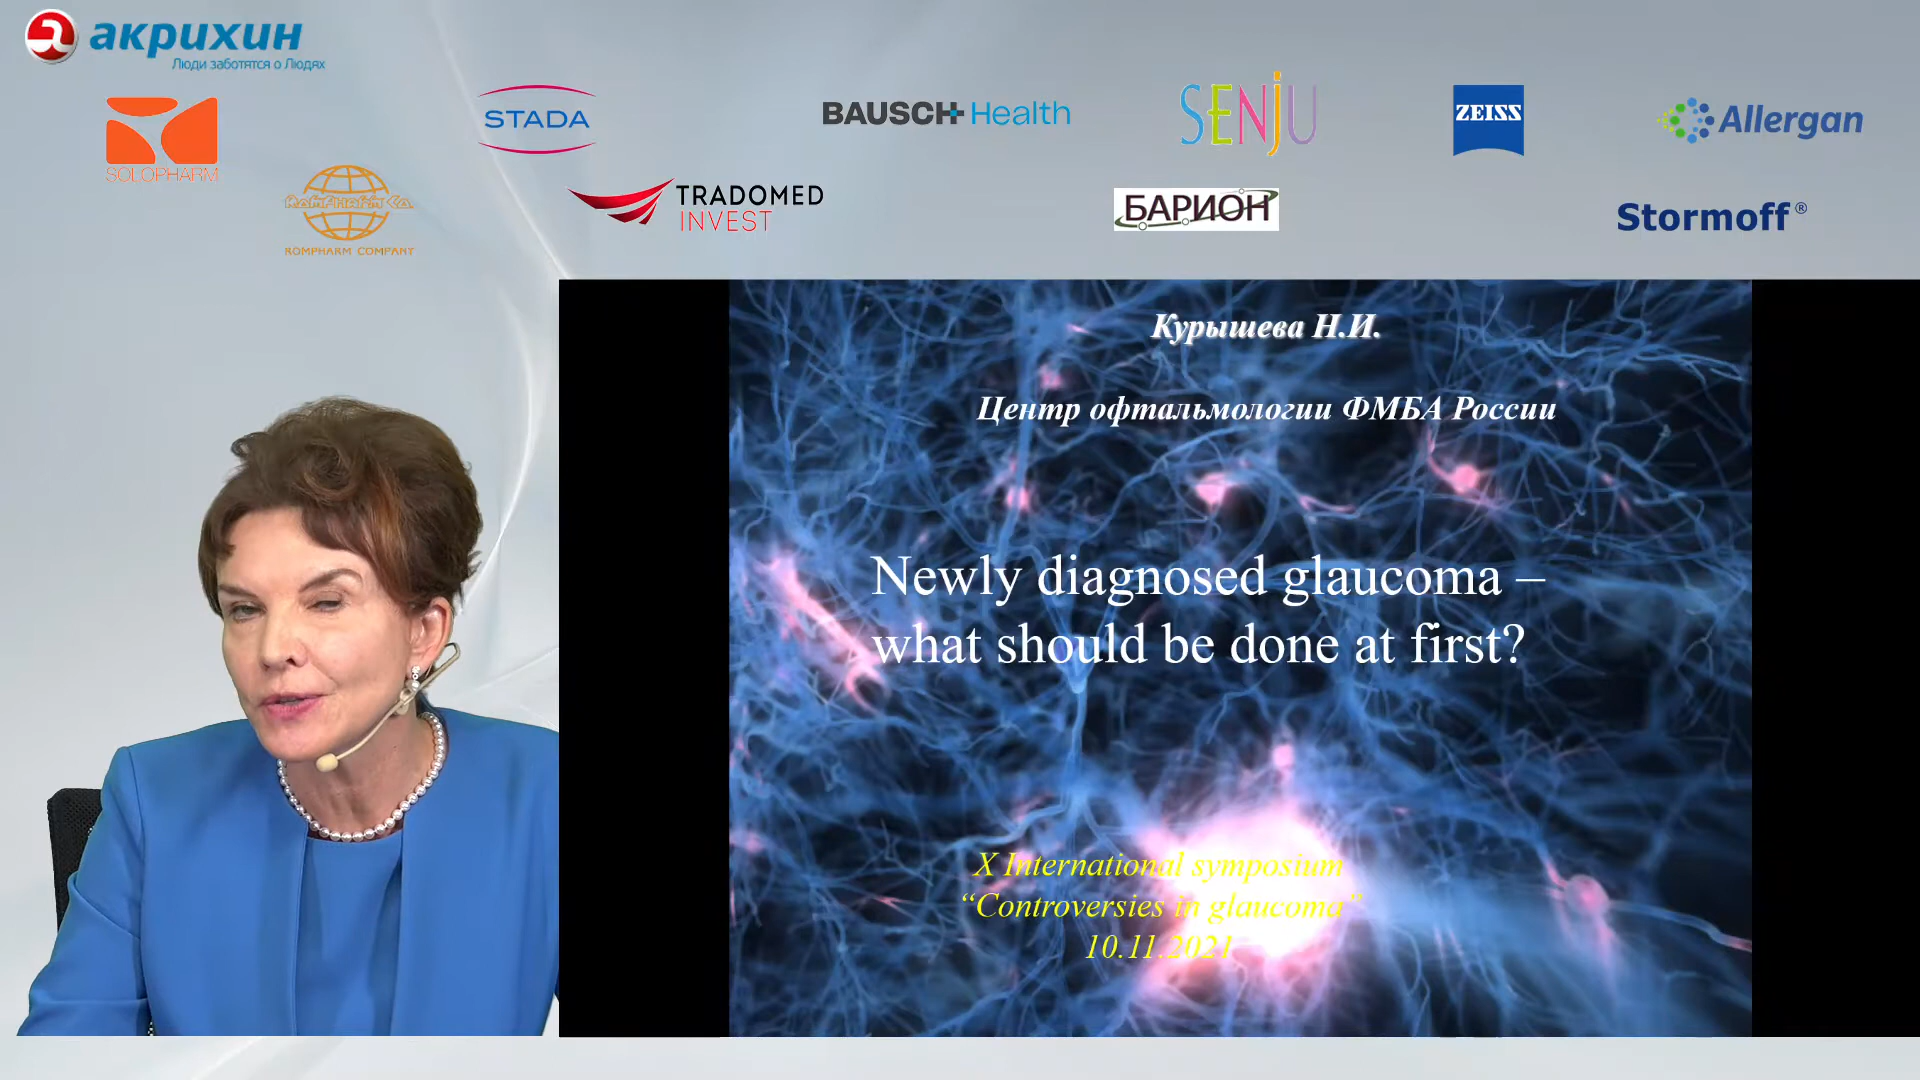 акрихин
Люди заботятся о Людях
SOLOPHARM
STADA
BAUSCH+Health
SENJU
ZEISS
Allergan
ROMPHARM Co.
ROMPHARM COMPANY
TRADOMED
INVEST
БАРИОН
Stormoff®
Курышева Н.И.
Центр офтальмологии ФМБА России
Newly diagnosed glaucoma –
what should be done at first?
X International symposium
“Controversies in glaucoma”
10.11.2021